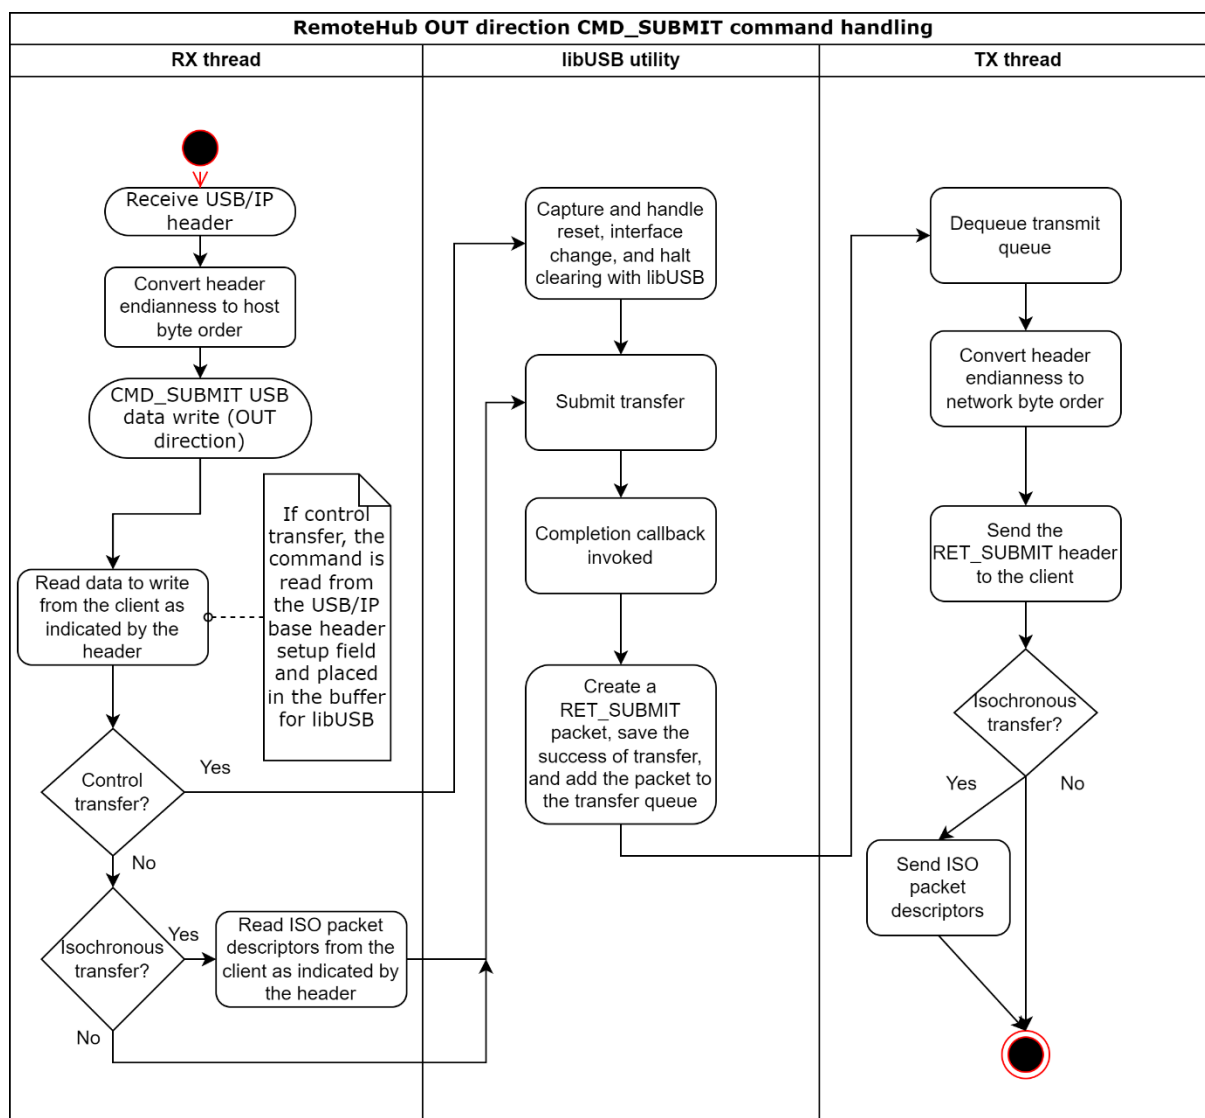 RemoteHub OUT direction CMD_SUBMIT command handling
RX thread
libUSB utility
TX thread
Receive USB/IP
header
Convert header
endianness to host
byte order
CMD_SUBMIT USB
data write (OUT
direction)
If control
transfer, the
command is
read from
the USB/IP
base header
setup field
and placed
in the buffer
for libUSB
Read data to write
from the client as
indicated by the
header
Control
transfer?
Yes
No
Isochronous
transfer?
Yes
No
Read ISO packet
descriptors from the
client as indicated by
the header
Capture and handle
reset, interface
change, and halt
clearing with libUSB
Submit transfer
Completion callback
invoked
Create a
RET_SUBMIT
packet, save the
success of transfer,
and add the packet to
the transfer queue
Dequeue transmit
queue
Convert header
endianness to
network byte order
Send the
RET_SUBMIT header
to the client
Isochronous
transfer?
Yes
No
Send ISO
packet
descriptors